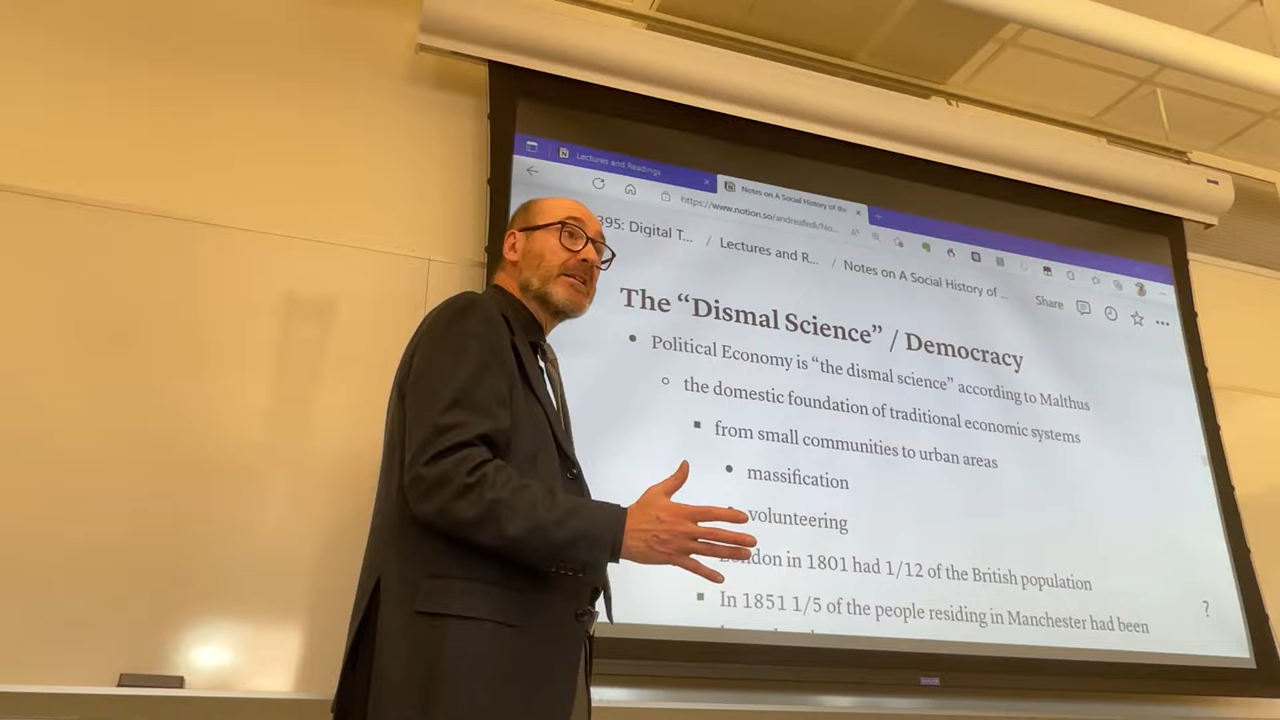 Lectures and Readings
Notes on A Social History of the
https://www.notion.so/andreafedi/No...
395: Digital T... / Lectures and R... / Notes on A Social History of ...
Share
The “Dismal Science” / Democracy
Political Economy is “the dismal science” according to Malthus
the domestic foundation of traditional economic systems
from small communities to urban areas
massification
volunteering
London in 1801 had 1/12 of the British population
In 1851 1/5 of the people residing in Manchester had been
?